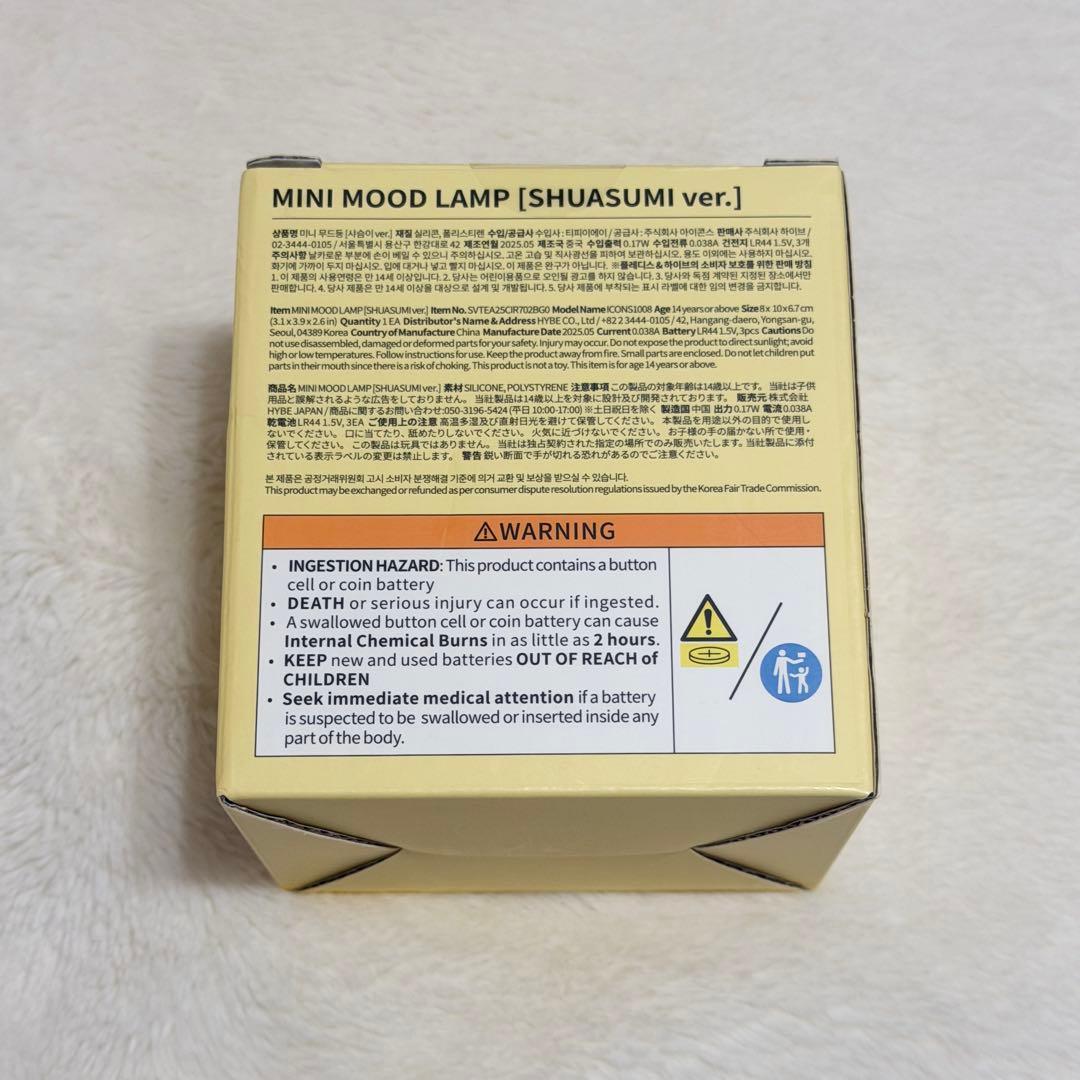 MINI MOOD LAMP [SHUASUMI ver.]
상품명 미니 무드등 [샤슴이 ver.] 재질 실리콘, 폴리스티렌 수입/공급사 수입사 : 티피이에이 / 공급사 : 주식회사 아이콘스 판매사 주식회사 하이브 /
02-3444-0105 / 서울특별시 용산구 한강대로 42 제조연월 2025.05 제조국 중국 수입출력 0.17W 수입전류 0.038A 건전지 LR44 1.5V, 3개
주의사항 날카로운 부분에 손이 베일 수 있으니 주의하십시오. 고온 고습 및 직사광선을 피하여 보관하십시오. 용도 이외에는 사용하지 마십시오.
화기에 가까이 두지 마십시오. 입에 대거나 넣고 빨지 마십시오. 이 제품은 완구가 아닙니다. ※플레디스 & 하이브의 소비자 보호를 위한 판매 방침
1. 이 제품의 사용연령은 만 14세 이상입니다. 2. 당사는 어린이용품으로 오인될 광고를 하지 않습니다. 3. 당사와 독점 계약된 지정된 장소에서만
판매합니다. 4. 당사 제품은 만 14세 이상을 대상으로 설계 및 개발됩니다. 5. 당사 제품에 부착되는 표시 라벨에 대한 임의 변경을 금지합니다.
Item MINI MOOD LAMP [SHUASUMI ver.] Item No. SVTEA25CIR702BG0 Model Name ICONS1008 Age 14 years or above Size 8 x 10 x 6.7 cm
(3.1 x 3.9 x 2.6 in) Quantity 1 EA Distributor's Name & Address HYBE CO., Ltd / +82 2 3444-0105 / 42, Hangang-daero, Yongsan-gu,
Seoul, 04389 Korea Country of Manufacture China Manufacture Date 2025.05 Current 0.038A Battery LR44 1.5V, 3pcs Cautions Do
not use disassembled, damaged or deformed parts for your safety. Injury may occur. Do not expose the product to direct sunlight; avoid
high or low temperatures. Follow instructions for use. Keep the product away from fire. Small parts are enclosed. Do not let children put
parts in their mouth since there is a risk of choking. This product is not a toy. This item is for age 14 years or above.
商品名 MINI MOOD LAMP [SHUASUMI ver.] 素材 SILICONE, POLYSTYRENE 注意事項 この製品の対象年齢は14歳以上です。 当社は子供
用品と誤解されるような広告をしておりません。 当社製品は14歳以上を対象に設計及び開発されております。 販売元 株式会社
HYBE JAPAN / 商品に関するお問い合わせ:050-3196-5424 (平日 10:00-17:00) ※土日祝日を除く 製造国 中国 出力 0.17W 電流 0.038A
乾電池 LR44 1.5V, 3EA ご使用上の注意 高温多湿及び直射日光を避けて保管してください。 本製品を用途以外の目的で使用し
ないでください。 口に当てたり、舐めたりしないでください。 火気に近づけないでください。 お子様の手の届かない所で使用・
保管してください。 この製品は玩具ではありません。 当社は独占契約された指定の場所でのみ販売いたします。当社製品に添付
されている表示ラベルの変更は禁止します。 警告 鋭い断面で手が切れる恐れがあるのでご注意ください。
본 제품은 공정거래위원회 고시 소비자 분쟁해결 기준에 의거 교환 및 보상을 받으실 수 있습니다.
This product may be exchanged or refunded as per consumer dispute resolution regulations issued by the Korea Fair Trade Commission.
⚠WARNING
• INGESTION HAZARD: This product contains a button
cell or coin battery
• DEATH or serious injury can occur if ingested.
• A swallowed button cell or coin battery can cause
Internal Chemical Burns in as little as 2 hours.
• KEEP new and used batteries OUT OF REACH of
CHILDREN
• Seek immediate medical attention if a battery
is suspected to be swallowed or inserted inside any
part of the body.